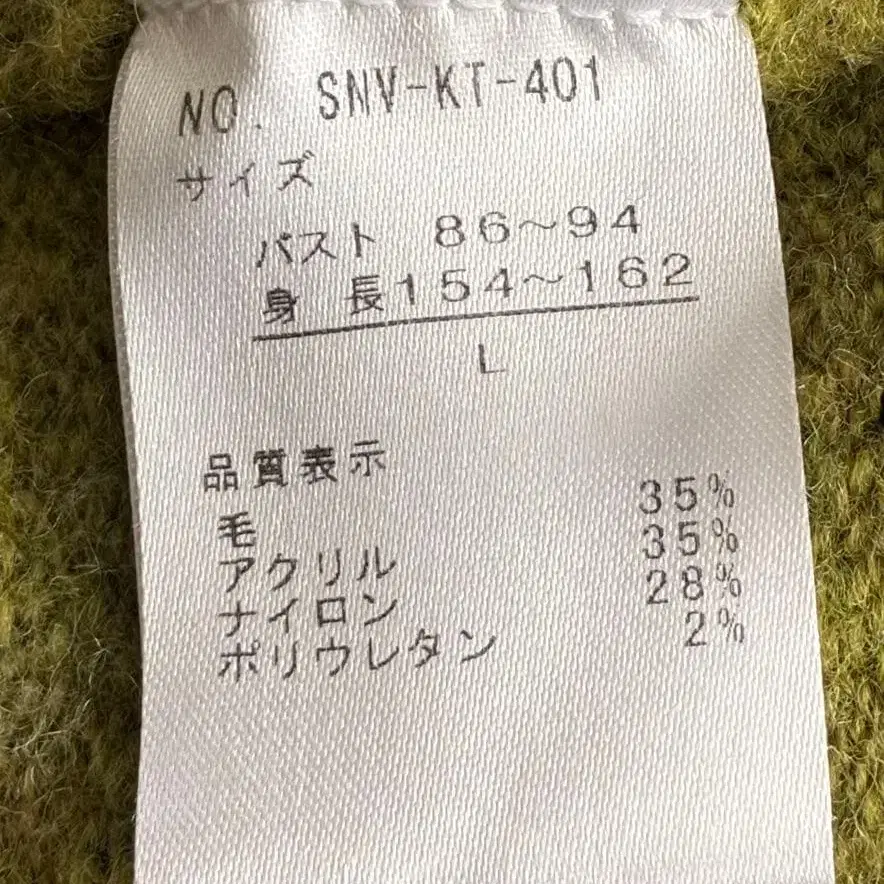 NO. SNV-KT-401
サイズ
バスト 86～94
身 長154～162
L
品質表示
毛 35%
アクリル 35%
ナイロン 28%
ポリウレタン 2%